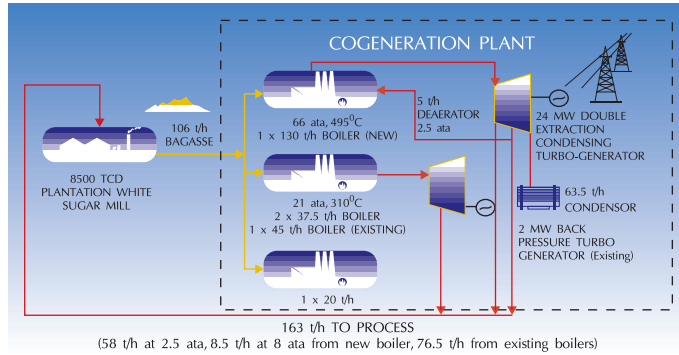 COGENERATION PLANT
106 t/h
BAGASSE
8500 TCD
PLANTATION WHITE
SUGAR MILL
66 ata, 495⁰C
1 x 130 t/h BOILER (NEW)
5 t/h
DEAERATOR
2.5 ata
24 MW DOUBLE
EXTRACTION
CONDENSING
TURBO-GENERATOR
21 ata, 310⁰C
2 x 37.5 t/h BOILER
1 x 45 t/h BOILER (EXISTING)
63.5 t/h
CONDENSOR
2 MW BACK
PRESSURE TURBO
GENERATOR (Existing)
1 x 20 t/h
163 t/h TO PROCESS
(58 t/h at 2.5 ata, 8.5 t/h at 8 ata from new boiler, 76.5 t/h from existing boilers)